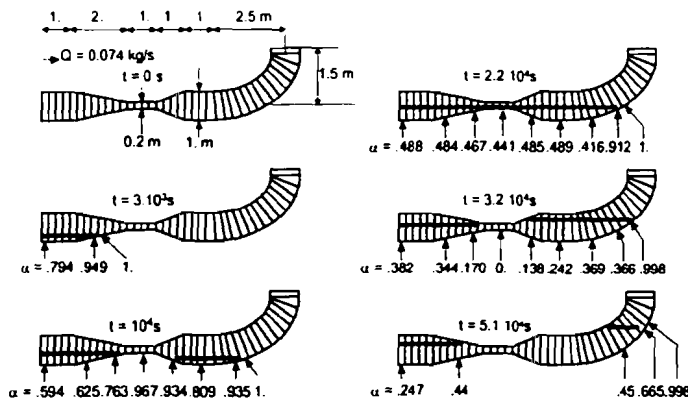 1. 2. 1. 1 1. 2.5 m
Q = 0.074 kg/s
t = 0 s
1.5 m
0.2 m
1. m
t = 2.2 10⁴s
α = .488 .484 .467 .441 .485 .489 .416 .912 1.
t = 3.10³s
α = .794 .949 1.
t = 3.2 10⁴s
α = .382 .344 .170 0. .138 .242 .369 .366 .998
t = 10⁴s
α = .594 .625 .763 .967 .934 .809 .935 1.
t = 5.1 10⁴s
α = .247 .44 .45 .665 .998